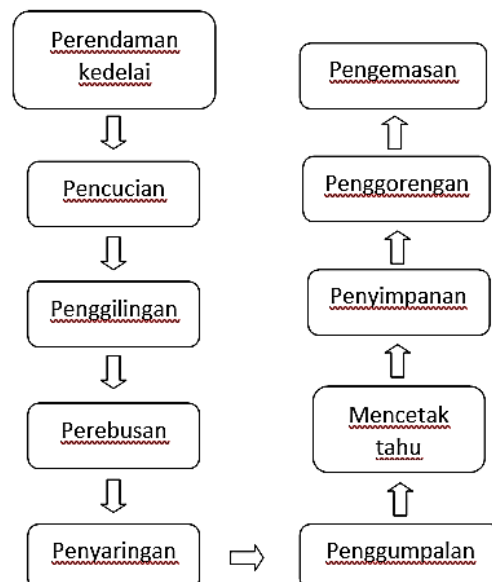 Perendaman
kedelai
Pencucian
Penggilingan
Perebusan
Penyaringan
Penggumpalan
Mencetak
tahu
Penyimpanan
Penggorengan
Pengemasan